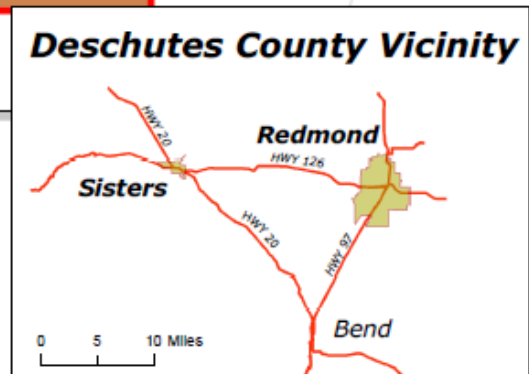 Deschutes County Vicinity
HWY 20
Redmond
HWY 126
Sisters
HWY 20
HWY 97
Bend
0 5 10 Miles